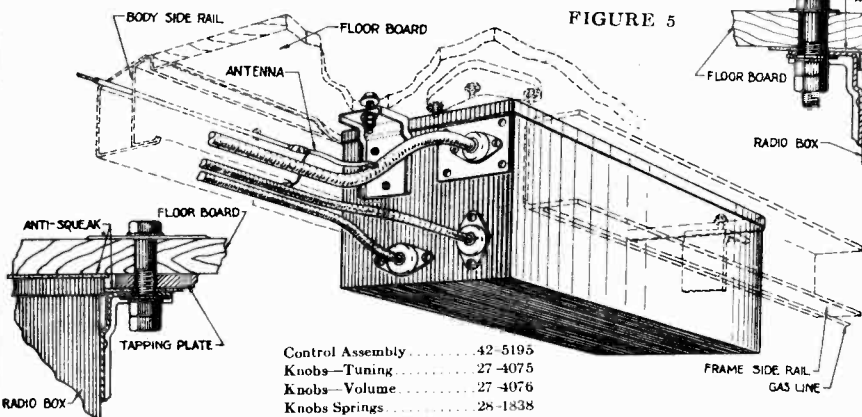 FIGURE 5
BODY SIDE RAIL
FLOOR BOARD
ANTENNA
FLOOR BOARD
RADIO BOX
ANTI-SQUEAK
FLOOR BOARD
TAPPING PLATE
RADIO BOX
FRAME SIDE RAIL
GAS LINE
Control Assembly........42-5195
Knobs—Tuning........27-4075
Knobs—Volume........27-4076
Knobs Springs........28-1838